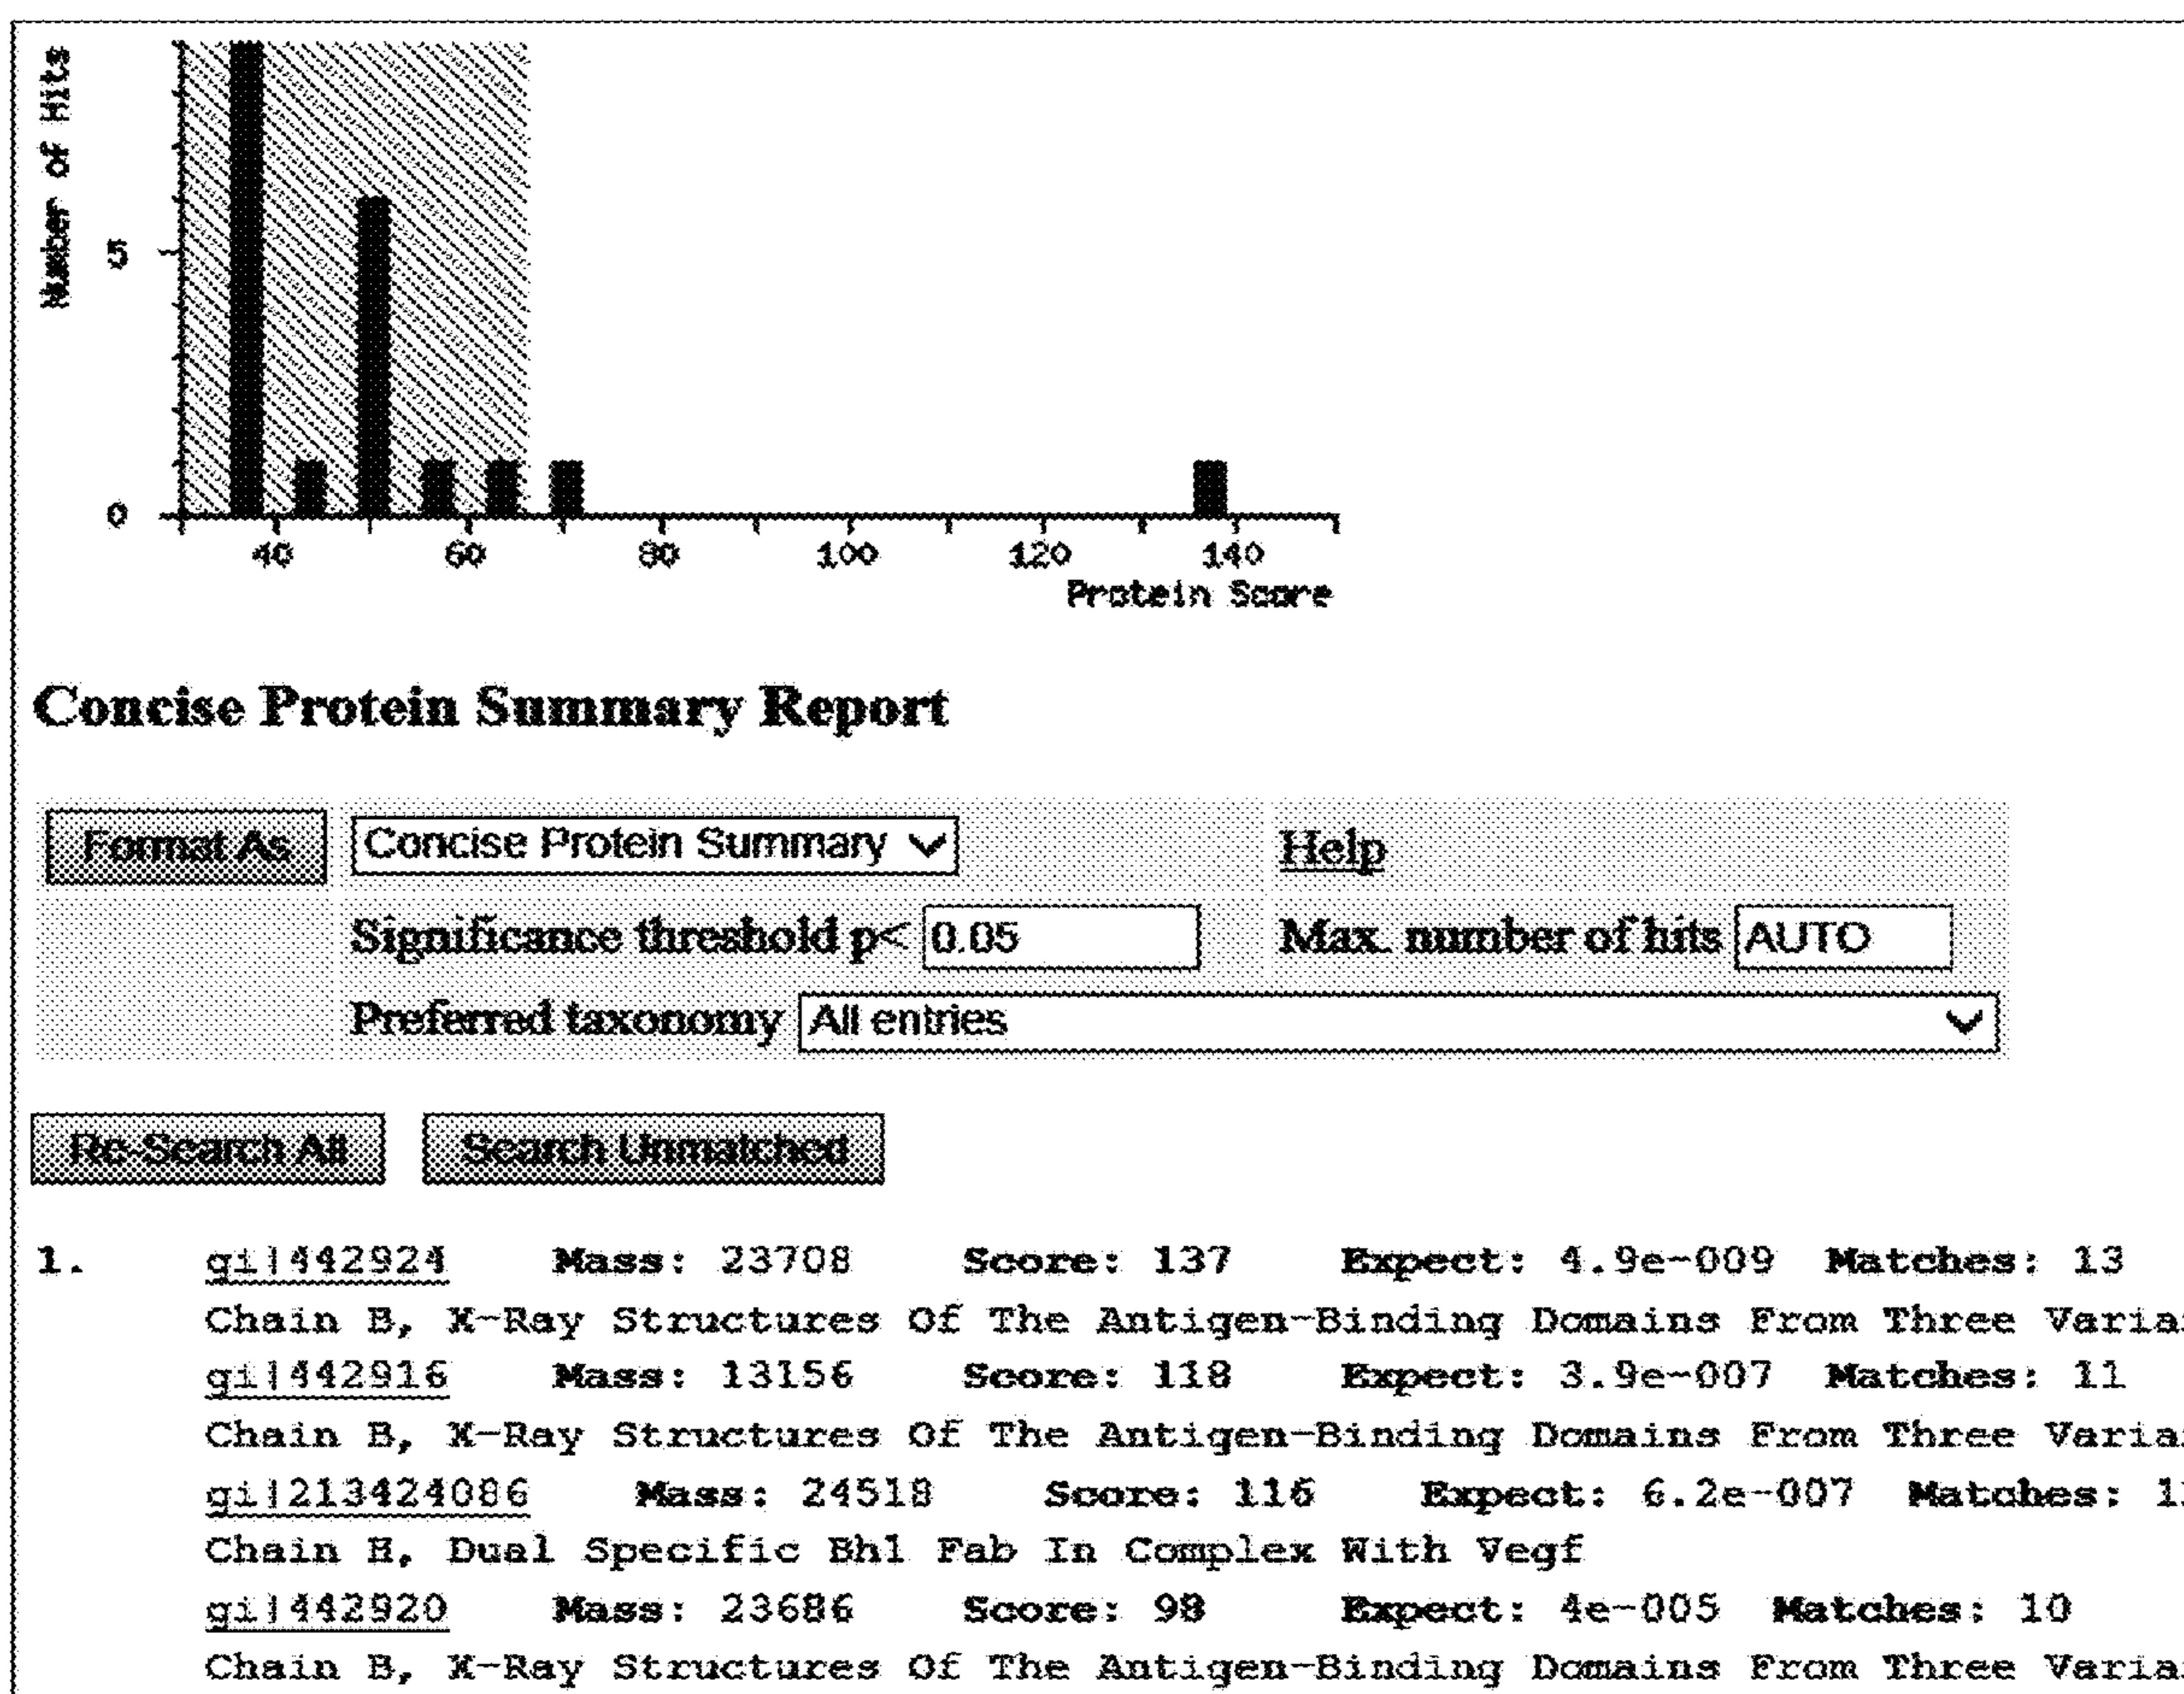 Number of Hits
5
0
40 60 80 100 120 140
Protein Score
Concise Protein Summary Report
Format As Concise Protein Summary Help
Significance threshold p< 0.05 Max. number of hits AUTO
Preferred taxonomy All entries
Re-Search All Search Unmatched
1. gi|442924 Mass: 23708 Score: 137 Expect: 4.9e-009 Matches: 13
Chain B, X-Ray Structures Of The Antigen-Binding Domains From Three
gi|442916 Mass: 13156 Score: 118 Expect: 3.9e-007 Matches: 11
Chain B, X-Ray Structures Of The Antigen-Binding Domains From Three
gi|213424086 Mass: 24518 Score: 116 Expect: 6.2e-007 Matches:
Chain H, Dual Specific Bh1 Fab In Complex With Vegf
gi|442920 Mass: 23686 Score: 98 Expect: 4e-005 Matches: 10
Chain B, X-Ray Structures Of The Antigen-Binding Domains From Three